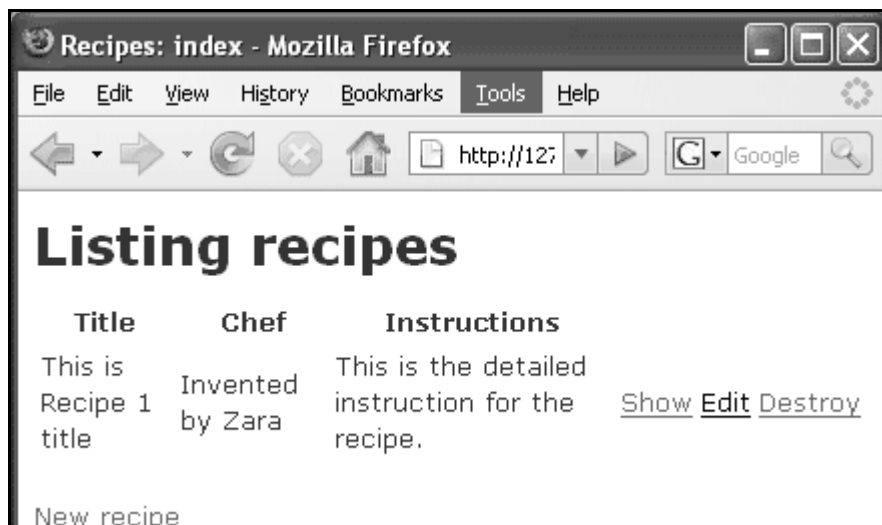 Recipes: index - Mozilla Firefox
File Edit View History Bookmarks Tools Help
http://127 G Google
Listing recipes
Title Chef Instructions
This is Recipe 1 title
Invented by Zara
This is the detailed instruction for the recipe.
Show Edit Destroy
New recipe